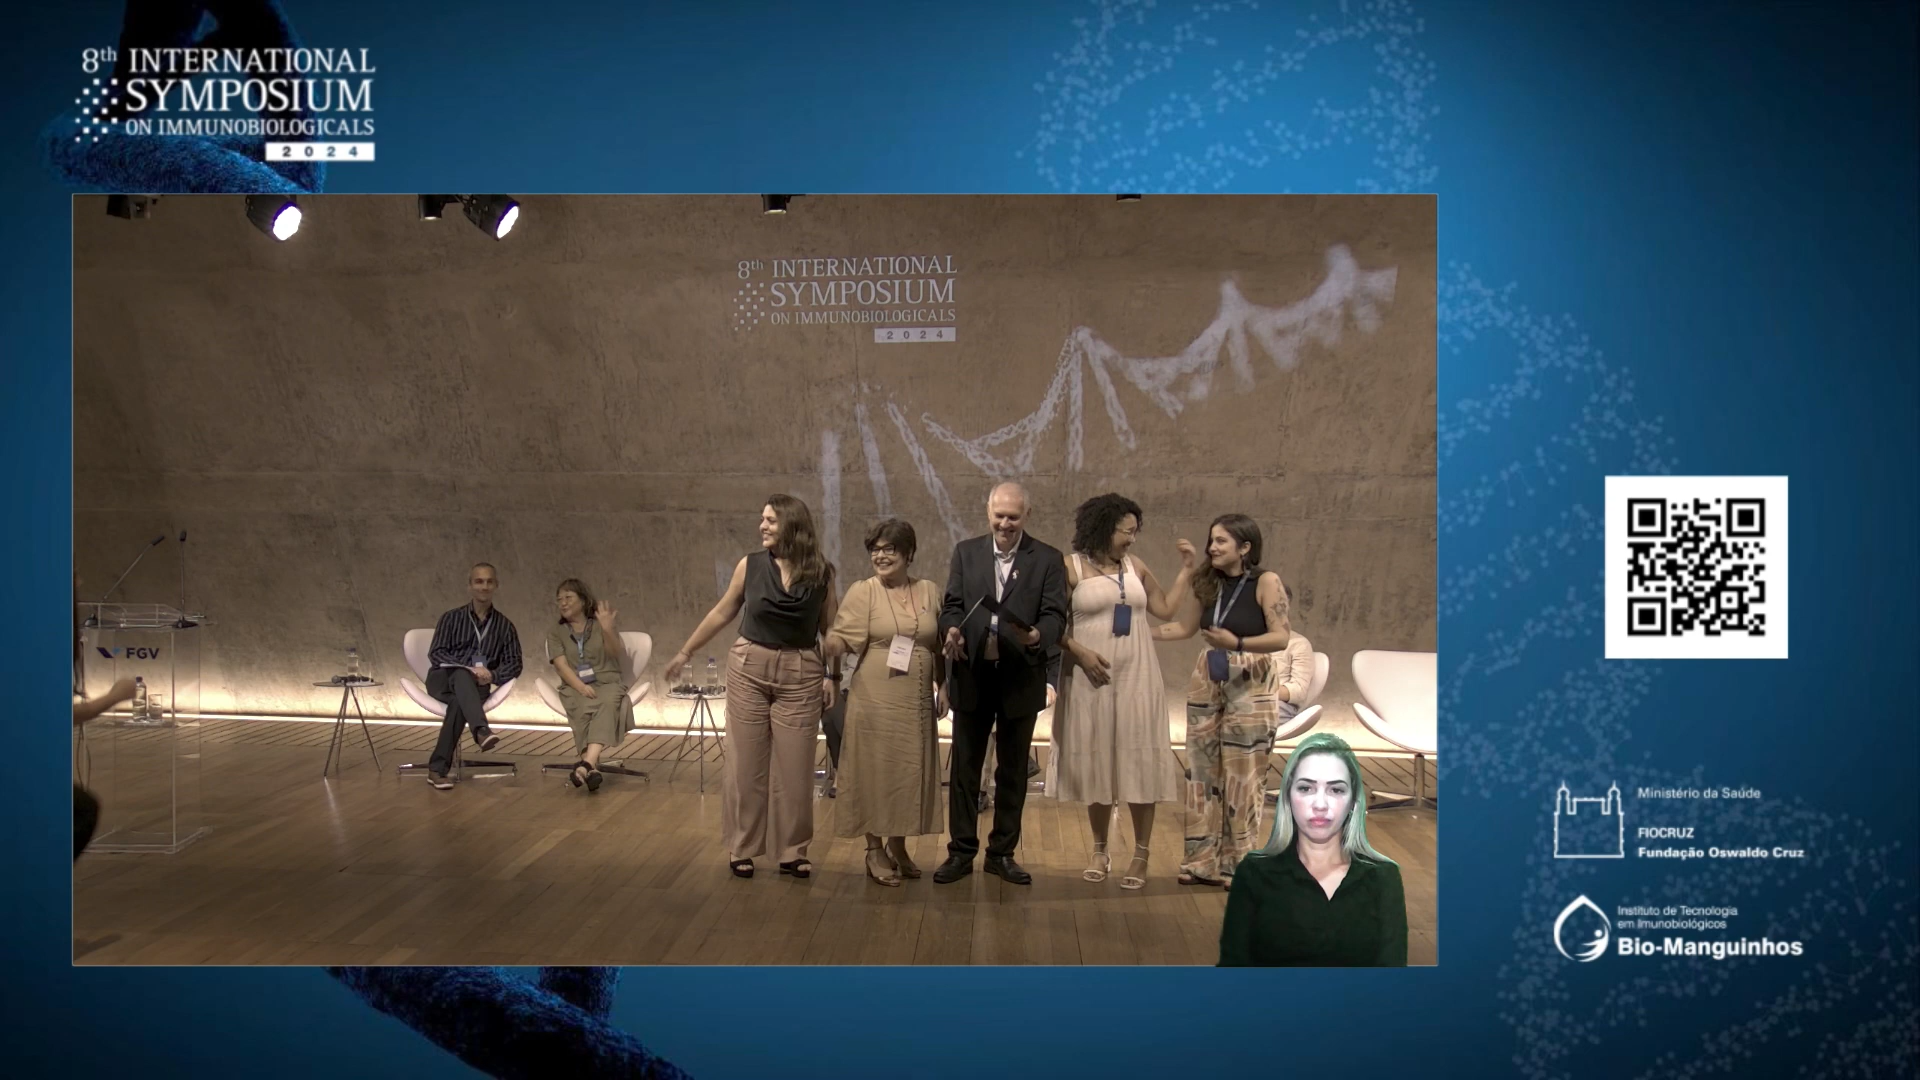 8th INTERNATIONAL
SYMPOSIUM
ON IMMUNOBIOLOGICALS
2024
8th INTERNATIONAL
SYMPOSIUM
ON IMMUNOBIOLOGICALS
2024
FGV
Ministério da Saúde
FIOCRUZ
Fundação Oswaldo Cruz
Instituto de Tecnologia
em Imunobiológicos
Bio-Manguinhos